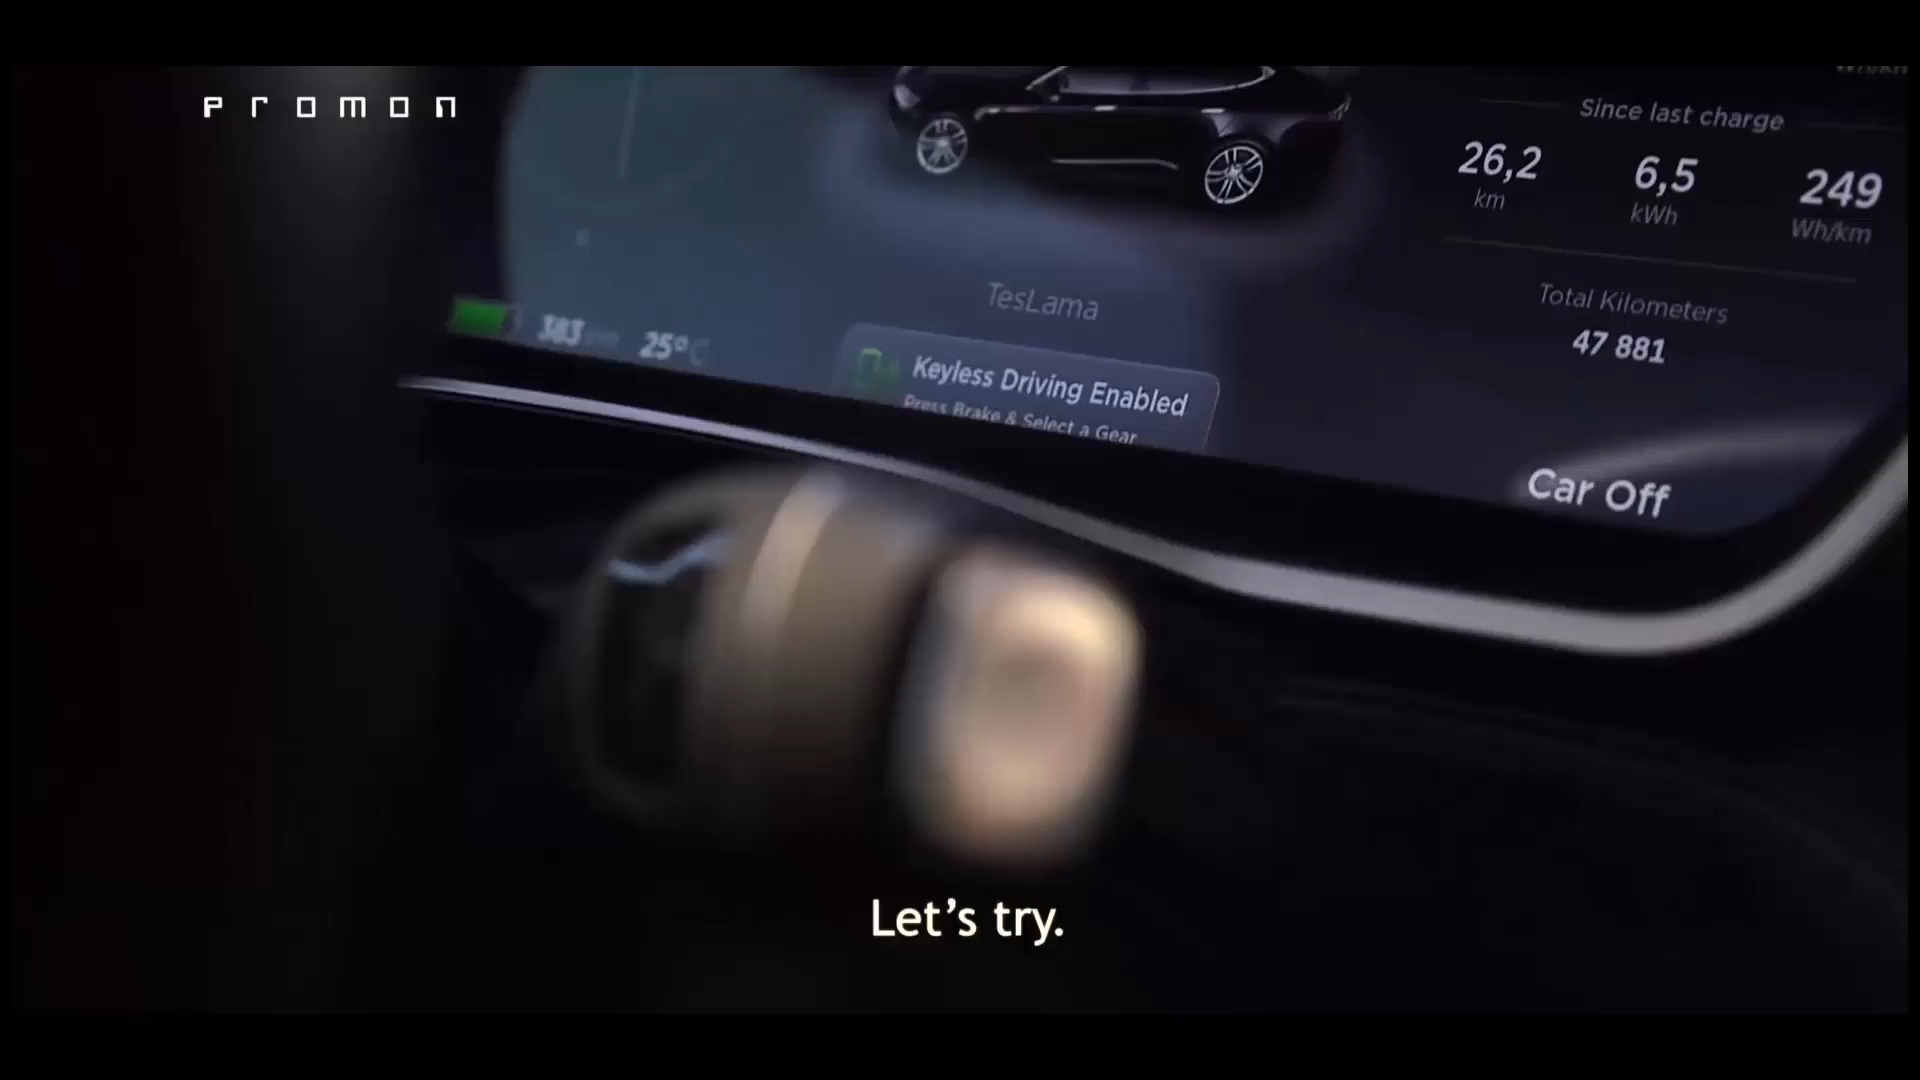 promon
Since last charge
26,2 6,5 249
km kWh Wh/km
TesLama
Total Kilometers
47 881
383 25°C
Keyless Driving Enabled
Press Brake & Select a Gear
Car Off
Let's try.